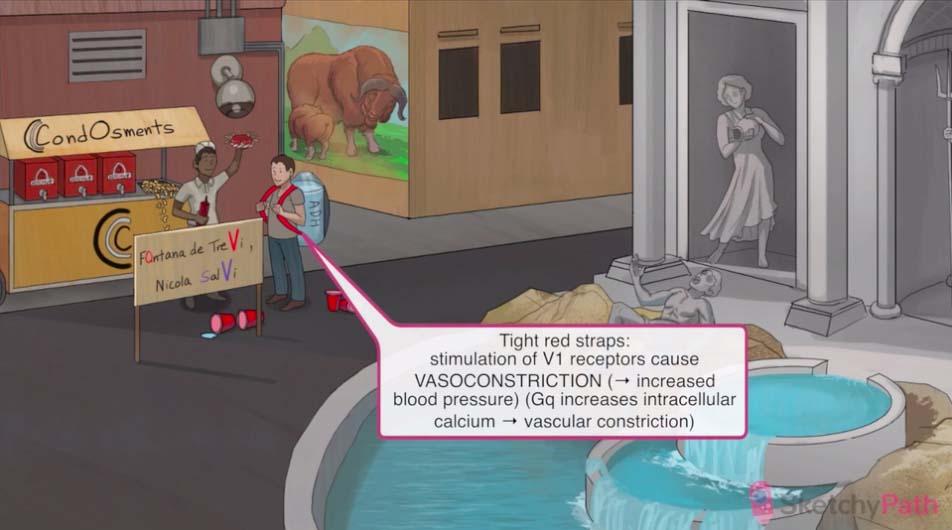 CondOsments
FQntana de TreVi,
Nicola SalVi
ADH
Tight red straps:
stimulation of V1 receptors cause
VASOCONSTRICTION (→ increased
blood pressure) (Gq increases intracellular
calcium → vascular constriction)
SketchyPath